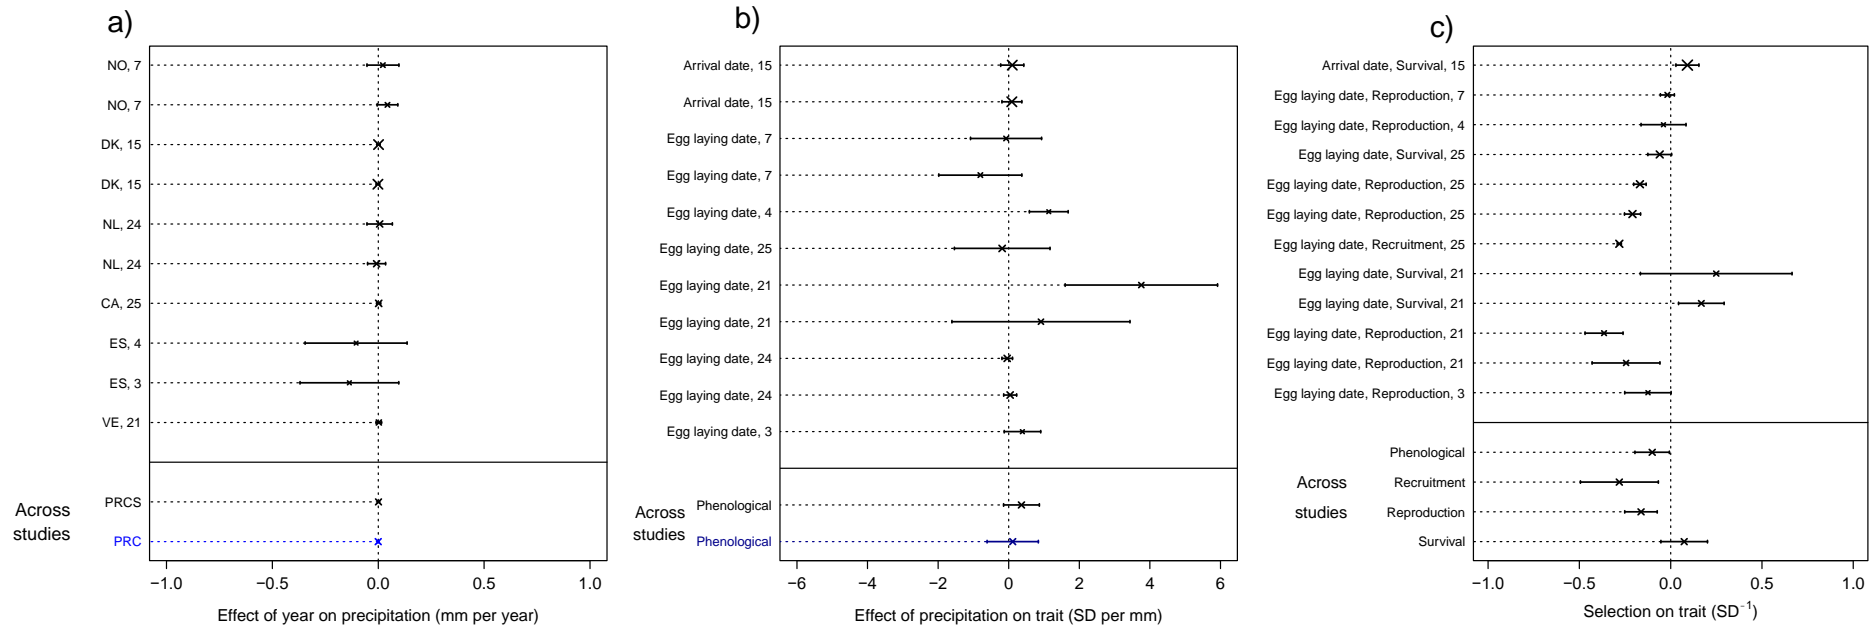 a)
NO, 7
NO, 7
DK, 15
DK, 15
NL, 24
NL, 24
CA, 25
ES, 4
ES, 3
VE, 21
Across
studies
PRCS
PRC
−1.0 −0.5 0.0 0.5 1.0
Effect of year on precipitation (mm per year)
b)
Arrival date, 15
Arrival date, 15
Egg laying date, 7
Egg laying date, 7
Egg laying date, 4
Egg laying date, 25
Egg laying date, 21
Egg laying date, 21
Egg laying date, 24
Egg laying date, 24
Egg laying date, 3
Across
studies
Phenological
Phenological
−6 −4 −2 0 2 4 6
Effect of precipitation on trait (SD per mm)
c)
Arrival date, Survival, 15
Egg laying date, Reproduction, 7
Egg laying date, Reproduction, 4
Egg laying date, Survival, 25
Egg laying date, Reproduction, 25
Egg laying date, Reproduction, 25
Egg laying date, Recruitment, 25
Egg laying date, Survival, 21
Egg laying date, Survival, 21
Egg laying date, Reproduction, 21
Egg laying date, Reproduction, 21
Egg laying date, Reproduction, 3
Across
studies
Phenological
Recruitment
Reproduction
Survival
−1.0 −0.5 0.0 0.5 1.0
Selection on trait (SD⁻¹)